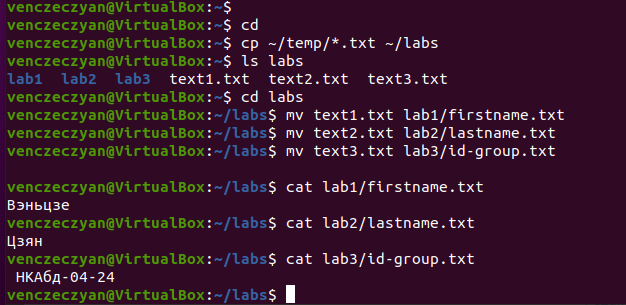 venczeczyan@VirtualBox:~$
venczeczyan@VirtualBox:~$ cd
venczeczyan@VirtualBox:~$ cp ~/temp/*.txt ~/labs
venczeczyan@VirtualBox:~$ ls labs
lab1 lab2 lab3 text1.txt text2.txt text3.txt
venczeczyan@VirtualBox:~$ cd labs
venczeczyan@VirtualBox:~/labs$ mv text1.txt lab1/firstname.txt
venczeczyan@VirtualBox:~/labs$ mv text2.txt lab2/lastname.txt
venczeczyan@VirtualBox:~/labs$ mv text3.txt lab3/id-group.txt
venczeczyan@VirtualBox:~/labs$ cat lab1/firstname.txt
Вэньцзе
venczeczyan@VirtualBox:~/labs$ cat lab2/lastname.txt
Цзян
venczeczyan@VirtualBox:~/labs$ cat lab3/id-group.txt
НКАбд-04-24
venczeczyan@VirtualBox:~/labs$